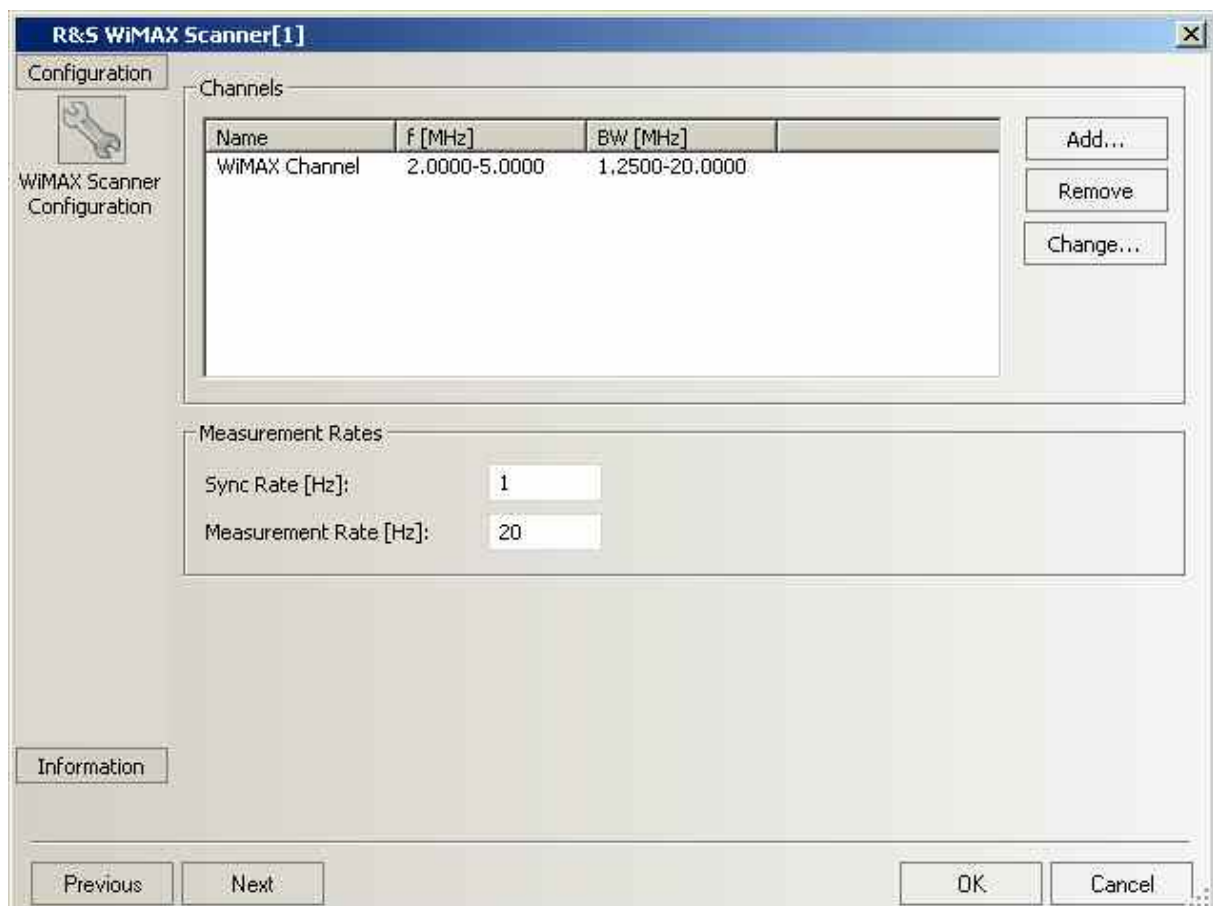 R&S WiMAX Scanner[1]
Configuration
WiMAX Scanner
Configuration
Channels
Name f [MHz] BW [MHz]
WiMAX Channel 2.0000-5.0000 1.2500-20.0000
Add...
Remove
Change...
Measurement Rates
Sync Rate [Hz]: 1
Measurement Rate [Hz]: 20
Information
Previous Next OK Cancel